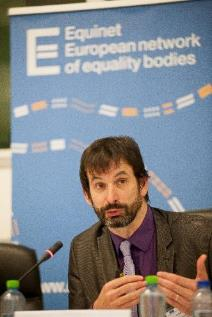 Equinet
European network
of equality bodies